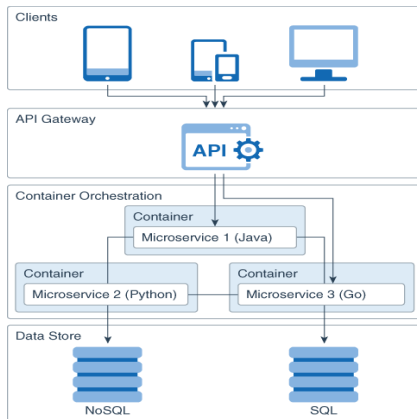 Clients
API Gateway
API
Container Orchestration
Container
Microservice 1 (Java)
Container
Container
Microservice 2 (Python)
Microservice 3 (Go)
Data Store
NoSQL
SQL